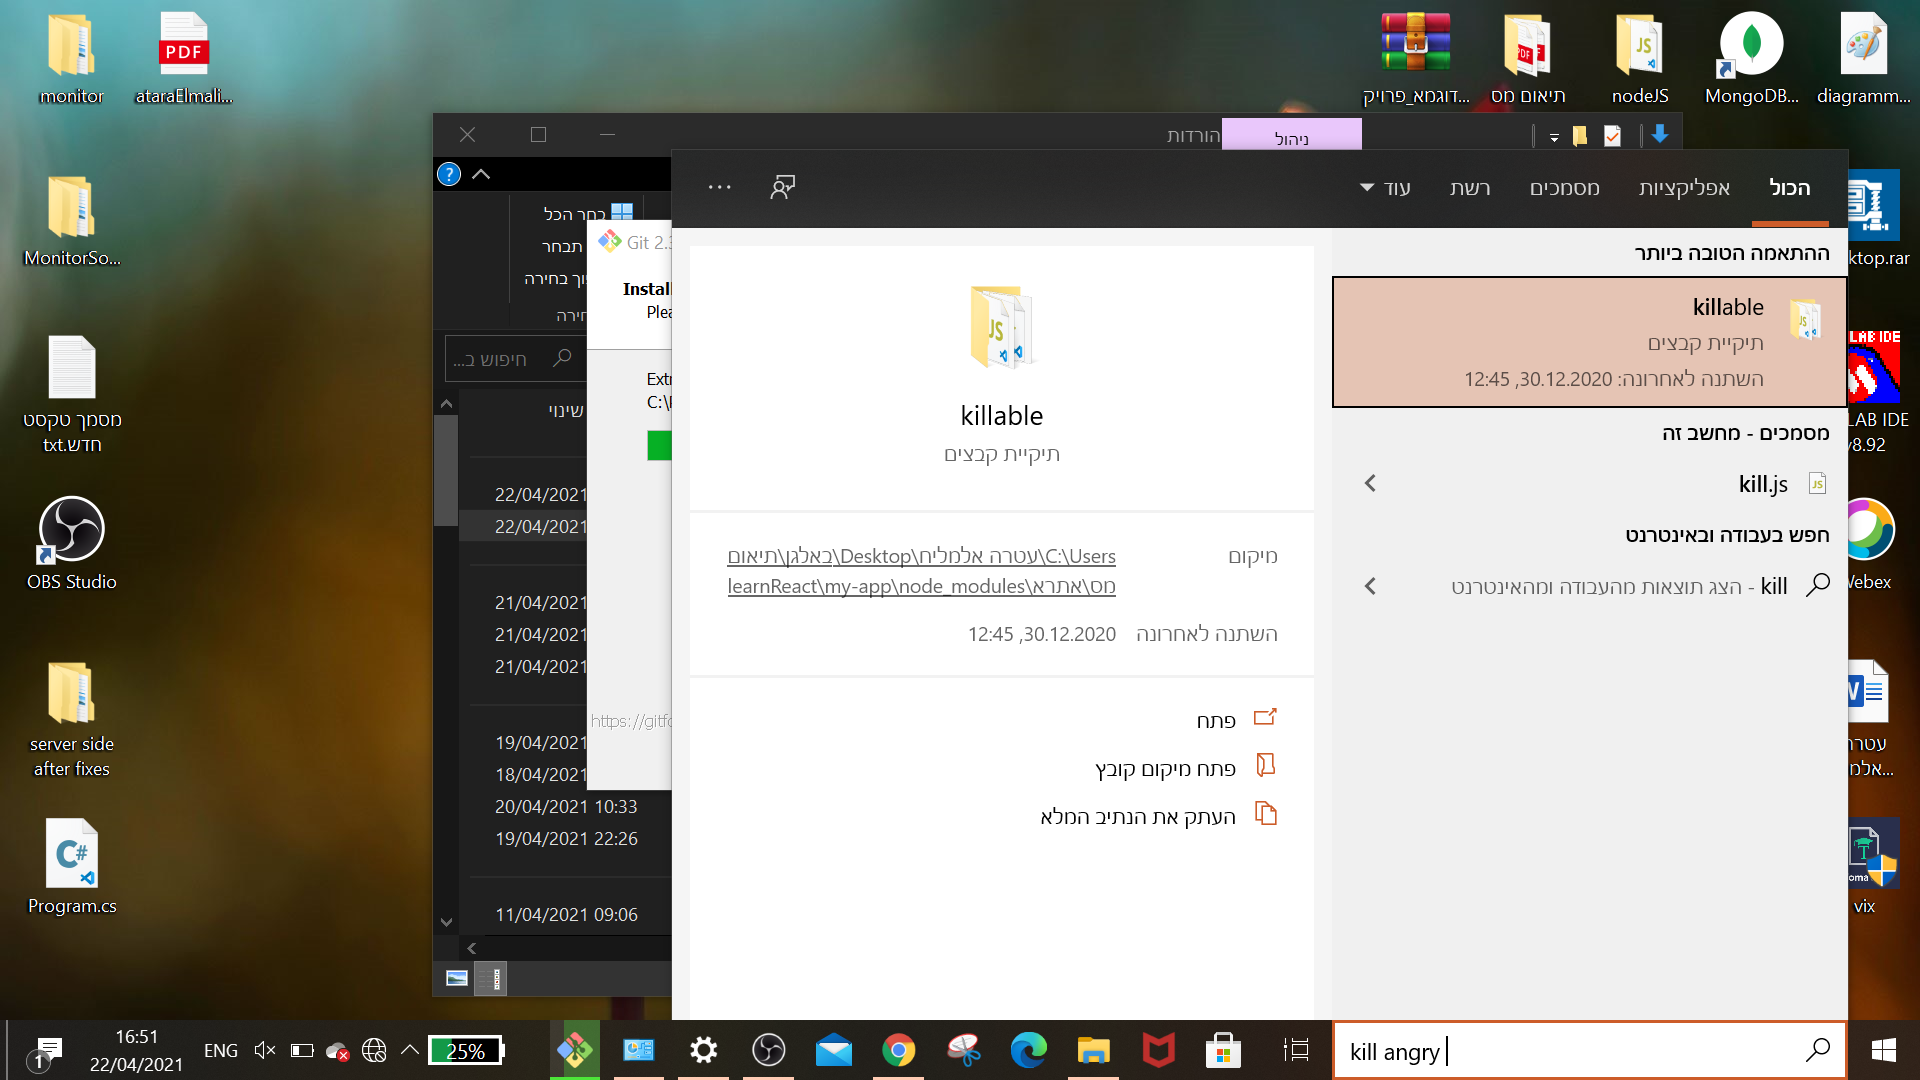 monitor
ataraElmali...
דוגמא_פרויק...
תיאום מס
nodeJS
MongoDB...
diagramm...
MonitorSo...
מסמך טקסט
חדש.txt
OBS Studio
server side
after fixes
Program.cs
ktop.rar
LAB IDE
v8.92
Webex
עטרה
אלמ...
vix
הורדות
ניהול
בחר הכל
תבחר
חיפוש ב...
שינוי
22/04/2021
22/04/2021
21/04/2021
21/04/2021
21/04/2021
19/04/2021
18/04/2021
20/04/2021 10:33
19/04/2021 22:26
11/04/2021 09:06
Git 2.3
Install
Plea
Extr
https://gitfo
הכול
אפליקציות
מסמכים
רשת
עוד
ההתאמה הטובה ביותר
killable
תיקיית קבצים
השתנה לאחרונה: 30.12.2020, 12:45
מסמכים - מחשב זה
kill.js
חפש בעבודה ובאינטרנט
kill - הצג תוצאות מהעבודה ומהאינטרנט
killable
תיקיית קבצים
מיקום
C:\Users\עטרה אלמליח\Desktop\באלגן\תיאום
מס\אתרא\learnReact\my-app\node_modules
השתנה לאחרונה 30.12.2020, 12:45
פתח
פתח מיקום קובץ
העתק את הנתיב המלא
1
16:51
22/04/2021
ENG
25%
kill angry